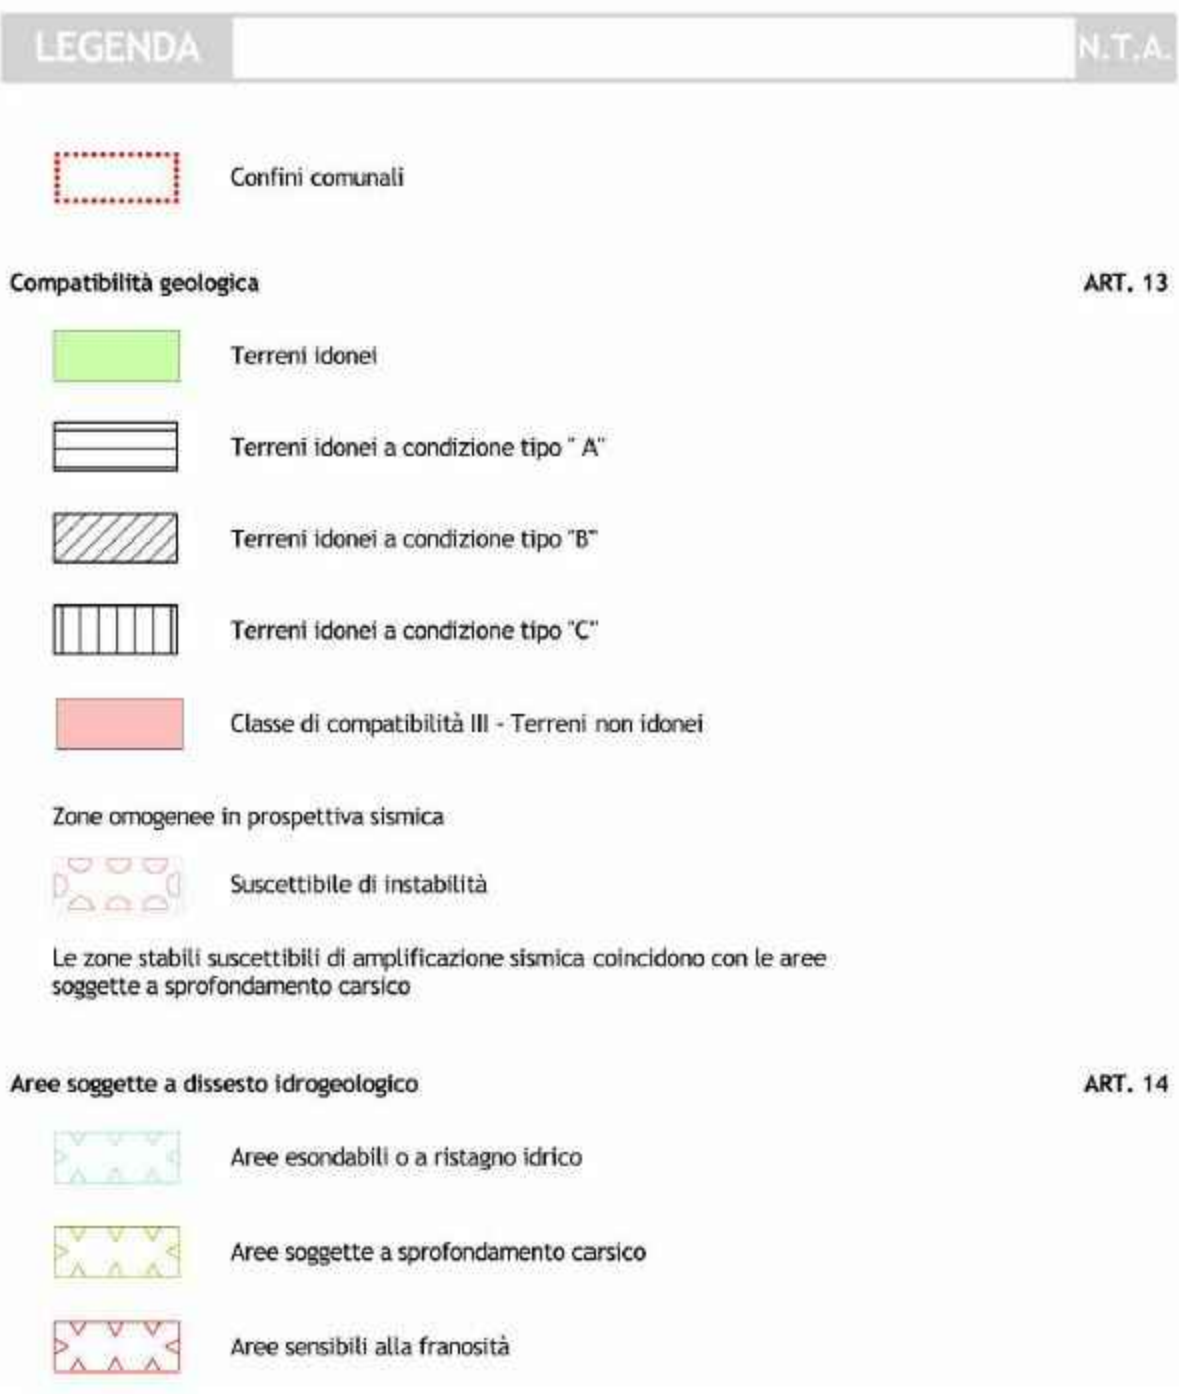 LEGENDA N.T.A.
Confini comunali
Compatibilità geologica ART. 13
Terreni idonei
Terreni idonei a condizione tipo " A"
Terreni idonei a condizione tipo "B"
Terreni idonei a condizione tipo "C"
Classe di compatibilità III - Terreni non idonei
Zone omogenee in prospettiva sismica
Suscettibile di instabilità
Le zone stabili suscettibili di amplificazione sismica coincidono con le aree
soggette a sprofondamento carsico
Aree soggette a dissesto idrogeologico ART. 14
Aree esondabili o a ristagno idrico
Aree soggette a sprofondamento carsico
Aree sensibili alla franosità